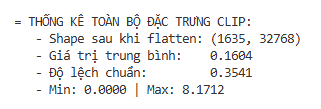 = THỐNG KÊ TOÀN BỘ ĐẶC TRƯNG CLIP:
- Shape sau khi flatten: (1635, 32768)
- Giá trị trung bình: 0.1604
- Độ lệch chuẩn: 0.3541
- Min: 0.0000 | Max: 8.1712